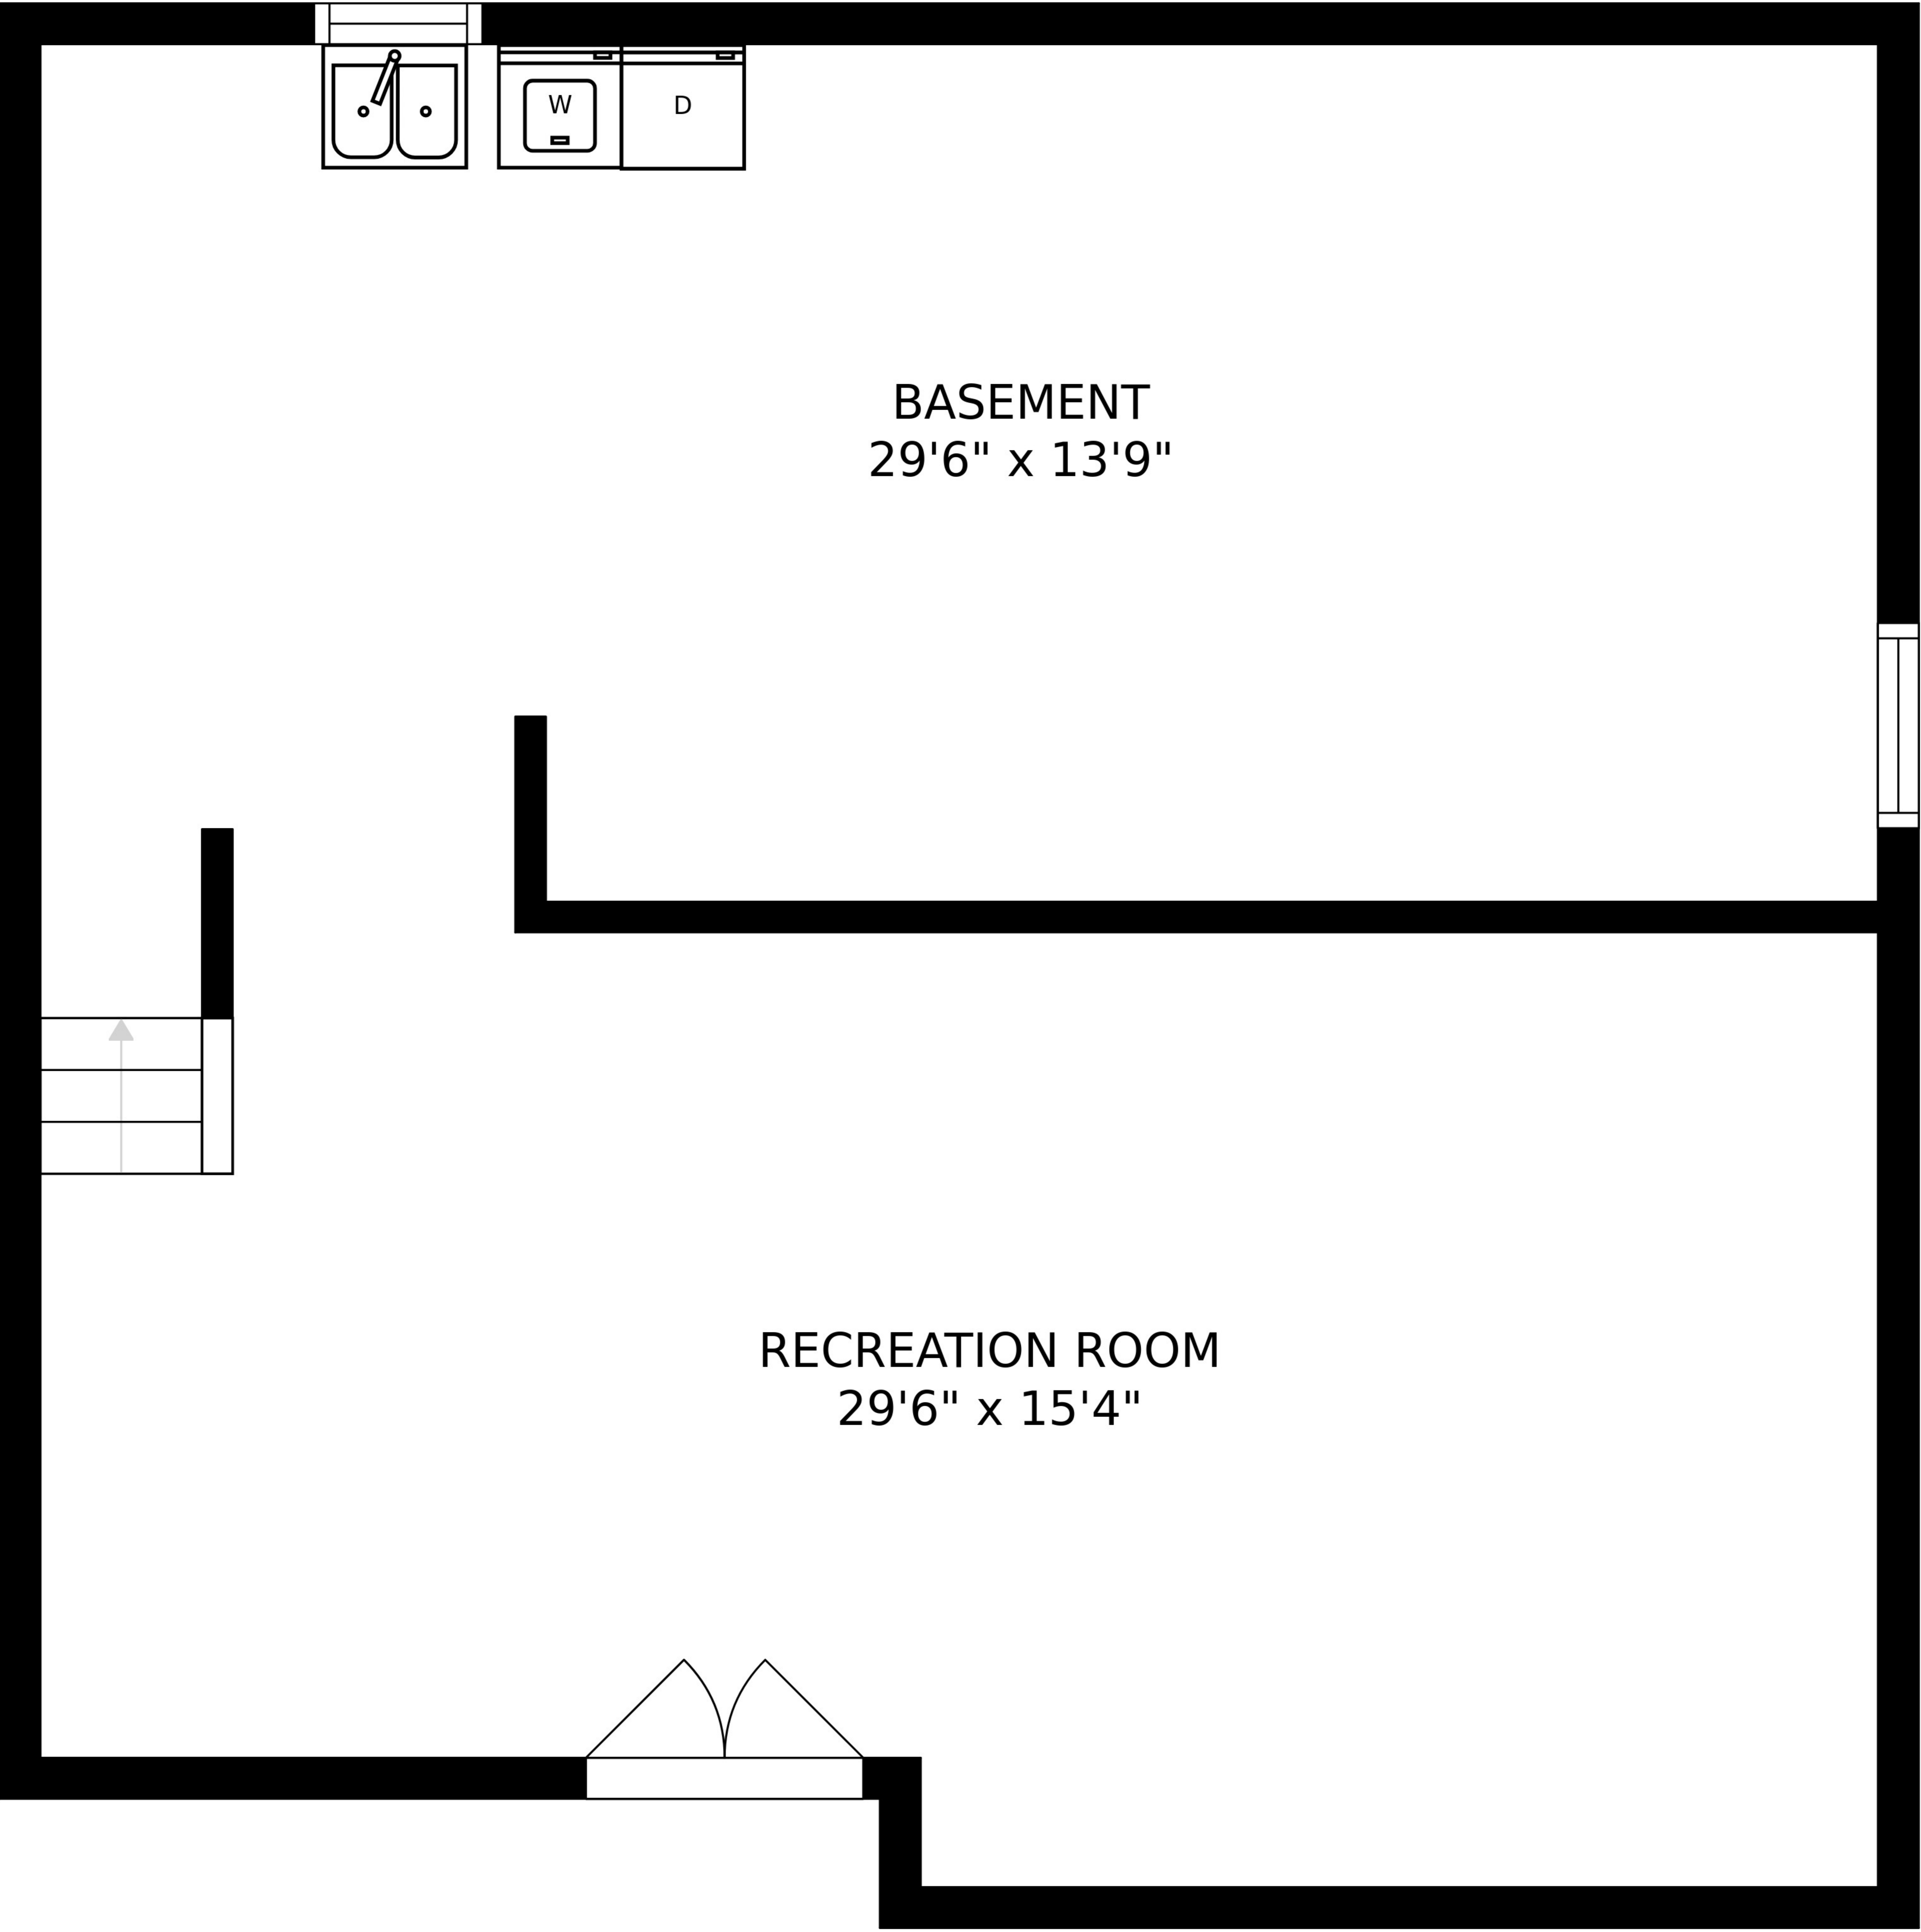 W D
BASEMENT
29'6" x 13'9"
RECREATION ROOM
29'6" x 15'4"